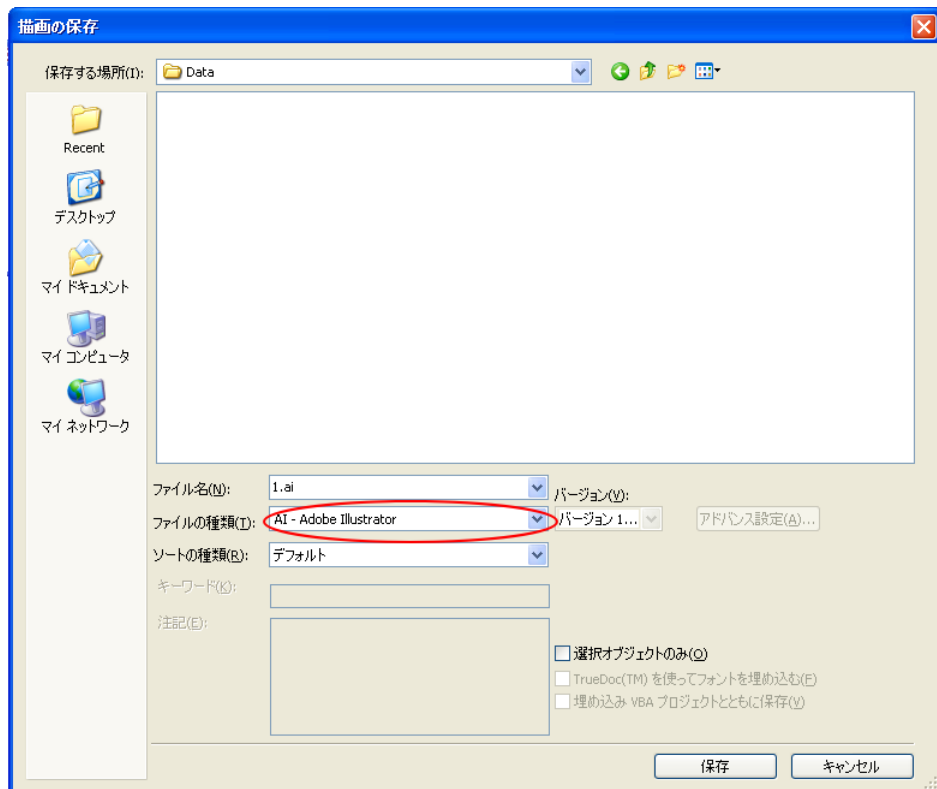 描画の保存
保存する場所(I): Data
Recent
デスクトップ
マイ ドキュメント
マイ コンピュータ
マイ ネットワーク
ファイル名(N): 1.ai バージョン(V):
ファイルの種類(T): AI - Adobe Illustrator バージョン 1... アドバンス設定(A)...
ソートの種類(R): デフォルト
キーワード(K):
注記(E):
選択オブジェクトのみ(O)
TrueDoc(TM) を使ってフォントを埋め込む(F)
埋め込み VBA プロジェクトとともに保存(V)
保存 キャンセル